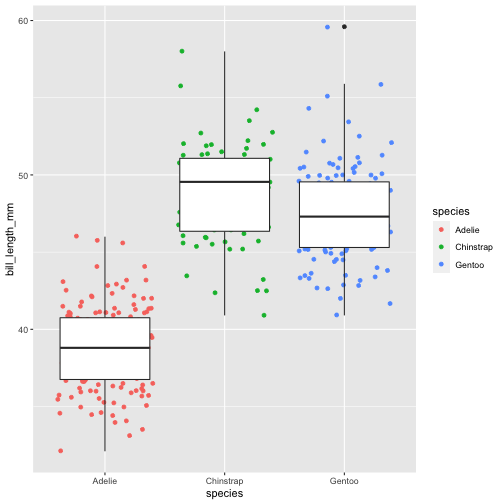 60
50
40
bill_length_mm
Adelie
Chinstrap
Gentoo
species
species
Adelie
Chinstrap
Gentoo